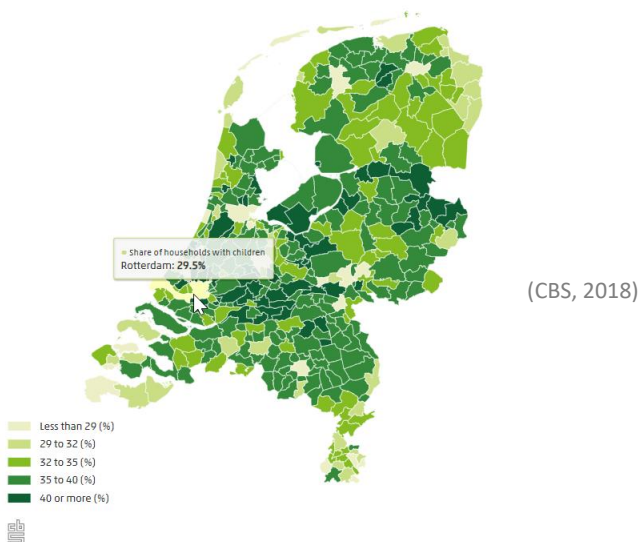 Share of households with children
Rotterdam: 29.5%
(CBS, 2018)
Less than 29 (%)
29 to 32 (%)
32 to 35 (%)
35 to 40 (%)
40 or more (%)